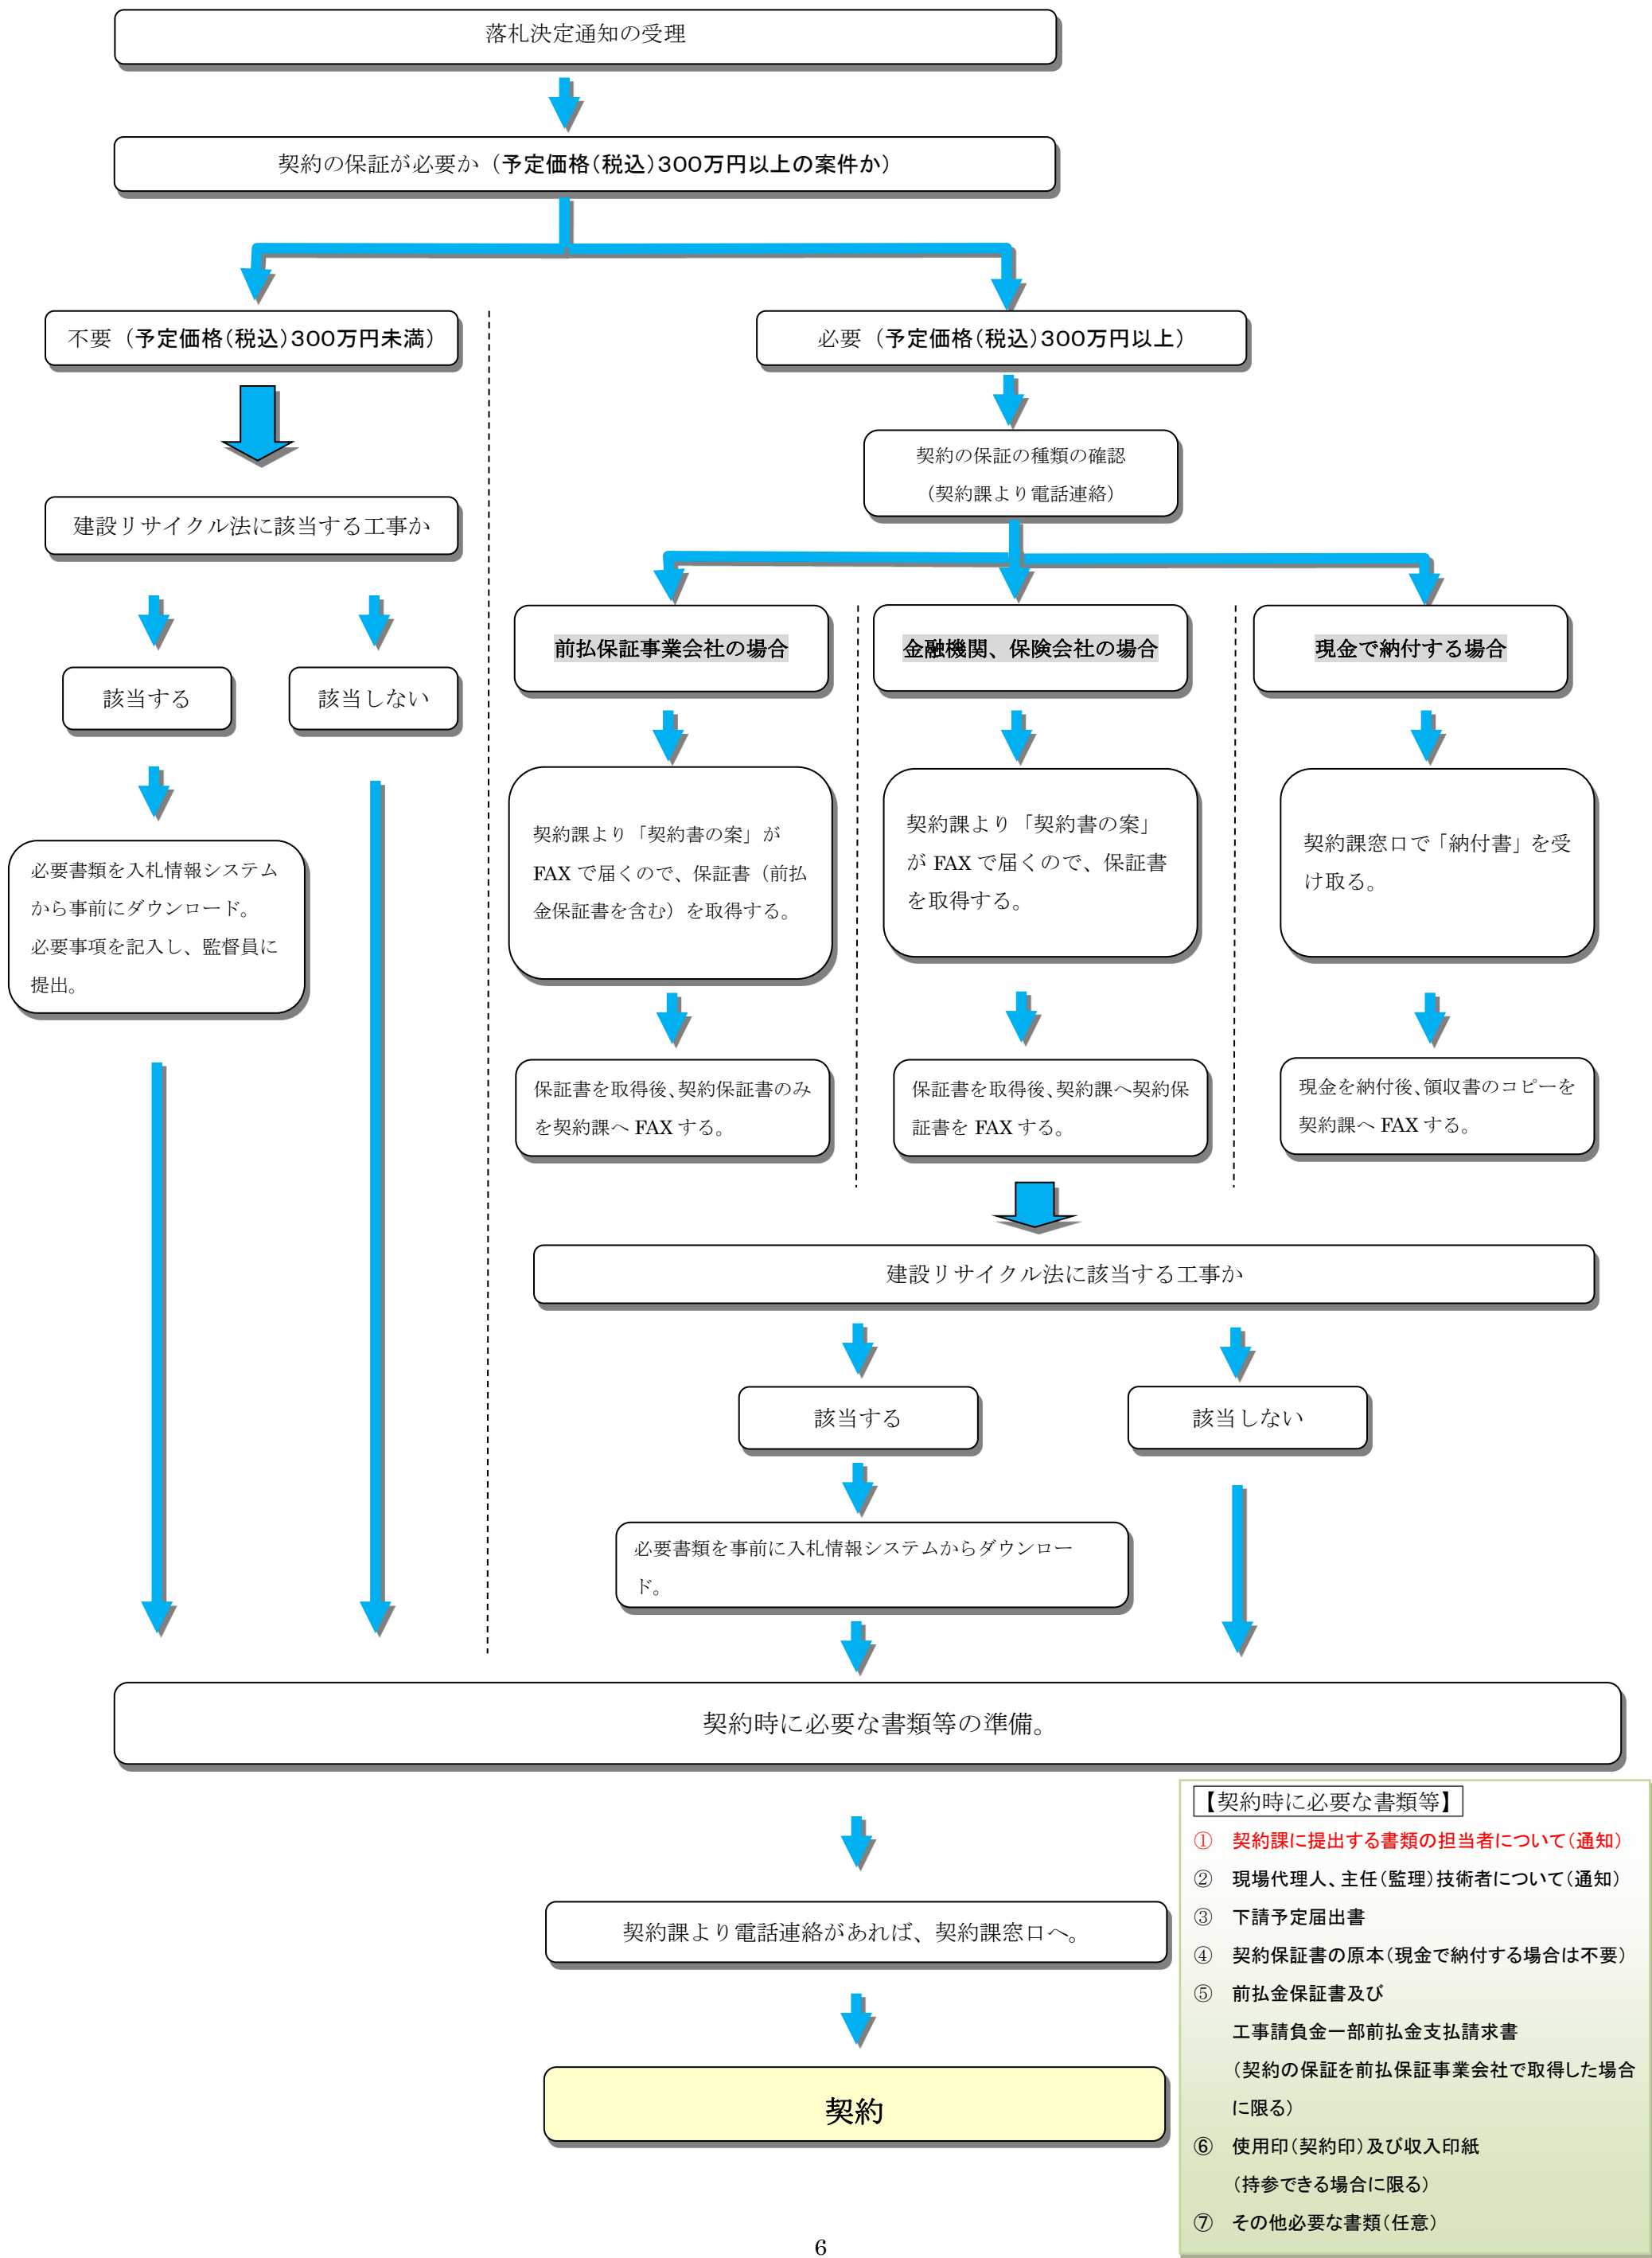 落札決定通知の受理
契約の保証が必要か（予定価格（税込）300万円以上の案件か）
不要（予定価格（税込）300万円未満）
必要（予定価格（税込）300万円以上）
契約の保証の種類の確認
（契約課より電話連絡）
建設リサイクル法に該当する工事か
該当する
該当しない
必要書類を入札情報システム
から事前にダウンロード。
必要事項を記入し、監督員に
提出。
前払保証事業会社の場合
金融機関、保険会社の場合
現金で納付する場合
契約課より「契約書の案」が
FAX で届くので、保証書（前払
金保証書を含む）を取得する。
契約課より「契約書の案」
が FAX で届くので、保証書
を取得する。
契約課窓口で「納付書」を受
け取る。
保証書を取得後、契約保証書のみ
を契約課へ FAX する。
保証書を取得後、契約課へ契約保
証書を FAX する。
現金を納付後、領収書のコピーを
契約課へ FAX する。
建設リサイクル法に該当する工事か
該当する
該当しない
必要書類を事前に入札情報システムからダウンロー
ド。
契約時に必要な書類等の準備。
契約課より電話連絡があれば、契約課窓口へ。
契約
【契約時に必要な書類等】
① 契約課に提出する書類の担当者について（通知）
② 現場代理人、主任（監理）技術者について（通知）
③ 下請予定届出書
④ 契約保証書の原本（現金で納付する場合は不要）
⑤ 前払金保証書及び
工事請負金一部前払金支払請求書
（契約の保証を前払保証事業会社で取得した場合
に限る）
⑥ 使用印（契約印）及び収入印紙
（持参できる場合に限る）
⑦ その他必要な書類（任意）
6